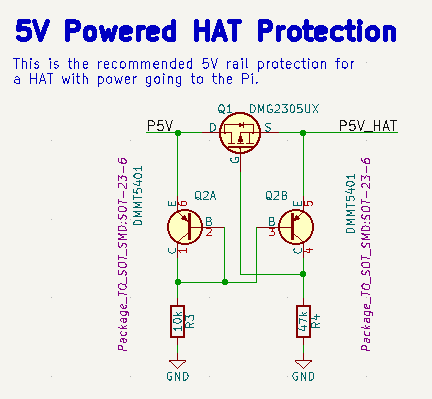 5V Powered HAT Protection
This is the recommended 5V rail protection for
a HAT with power going to the Pi.
Q1 DMG2305UX
P5V D S P5V_HAT
G
Package_TO_SOT_SMD:SOT-23-6
DMMT5401
Q2A Q2B
DMMT5401
Package_TO_SOT_SMD:SOT-23-6
E 6 B 2 C 1
E 5 B 3 C 4
10k R3
47k R4
GND GND